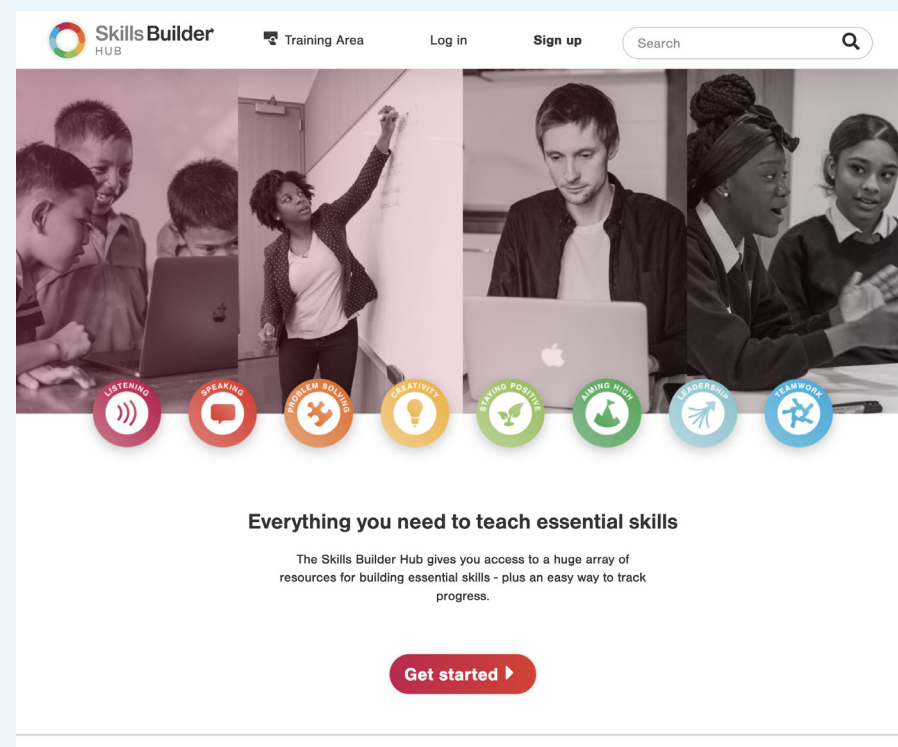 Skills Builder
HUB
Training Area
Log in
Sign up
Search
LISTENING
SPEAKING
PROBLEM SOLVING
CREATIVITY
STAYING POSITIVE
AIMING HIGH
LEADERSHIP
TEAMWORK
Everything you need to teach essential skills
The Skills Builder Hub gives you access to a huge array of
resources for building essential skills - plus an easy way to track
progress.
Get started